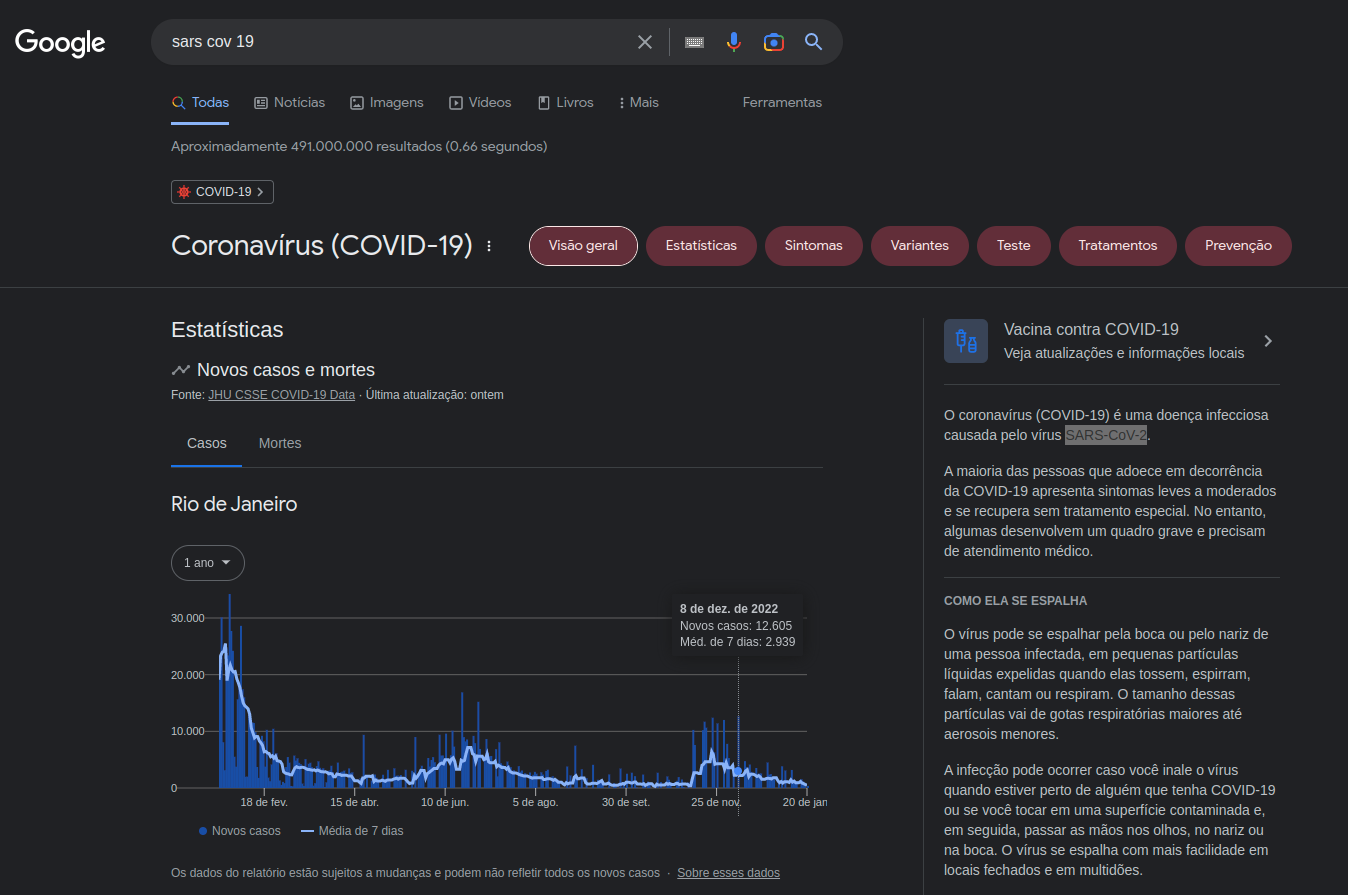 Google
sars cov 19
Todas
Notícias
Imagens
Vídeos
Livros
Mais
Ferramentas
Aproximadamente 491.000.000 resultados (0,66 segundos)
COVID-19
Coronavírus (COVID-19)
Visão geral
Estatísticas
Sintomas
Variantes
Teste
Tratamentos
Prevenção
Estatísticas
Novos casos e mortes
Fonte: JHU CSSE COVID-19 Data · Última atualização: ontem
Casos
Mortes
Rio de Janeiro
1 ano
8 de dez. de 2022
Novos casos: 12.605
Méd. de 7 dias: 2.939
30.000
20.000
10.000
0
18 de fev.
15 de abr.
10 de jun.
5 de ago.
30 de set.
25 de nov.
20 de jan
Novos casos
Média de 7 dias
Os dados do relatório estão sujeitos a mudanças e podem não refletir todos os novos casos · Sobre esses dados
Vacina contra COVID-19
Veja atualizações e informações locais
O coronavírus (COVID-19) é uma doença infecciosa
causada pelo vírus SARS-CoV-2.
A maioria das pessoas que adoece em decorrência
da COVID-19 apresenta sintomas leves a moderados
e se recupera sem tratamento especial. No entanto,
algumas desenvolvem um quadro grave e precisam
de atendimento médico.
COMO ELA SE ESPALHA
O vírus pode se espalhar pela boca ou pelo nariz de
uma pessoa infectada, em pequenas partículas
líquidas expelidas quando elas tossem, espirram,
falam, cantam ou respiram. O tamanho dessas
partículas vai de gotas respiratórias maiores até
aerosois menores.
A infecção pode ocorrer caso você inale o vírus
quando estiver perto de alguém que tenha COVID-19
ou se você tocar em uma superfície contaminada e,
em seguida, passar as mãos nos olhos, no nariz ou
na boca. O vírus se espalha com mais facilidade em
locais fechados e em multidões.